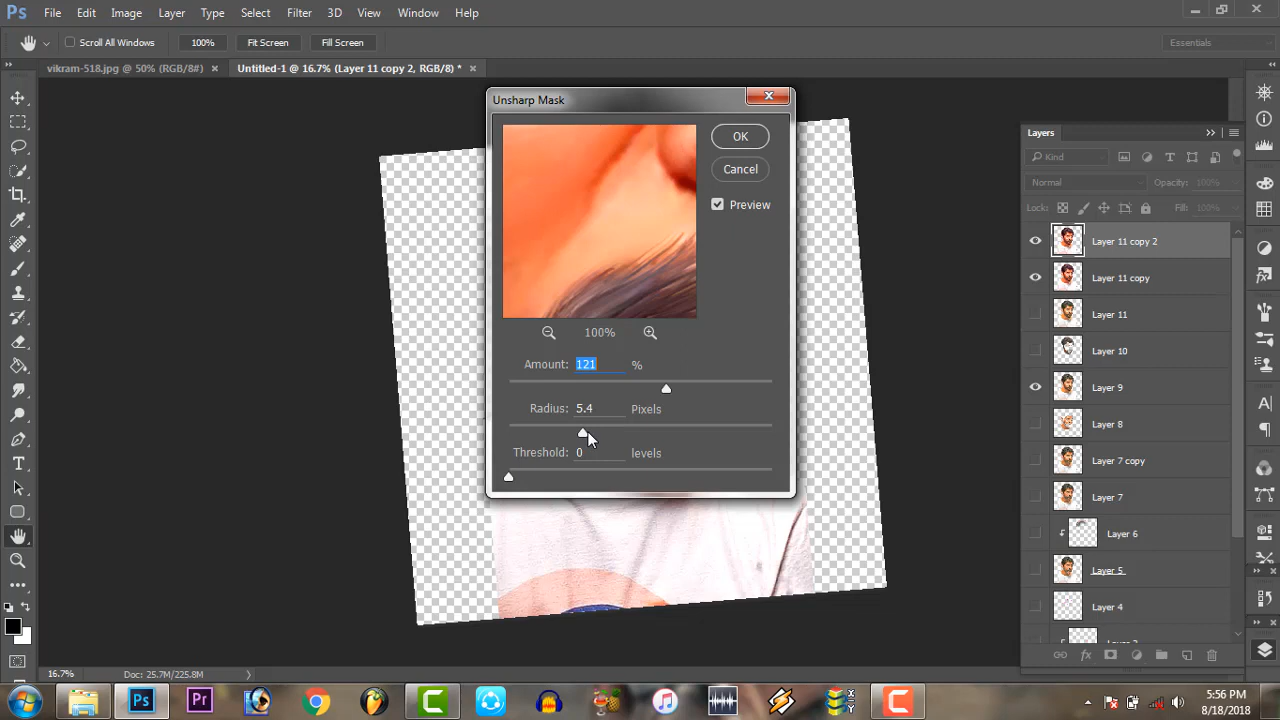 Ps File Edit Image Layer Type Select Filter 3D View Window Help
Scroll All Windows 100% Fit Screen Fill Screen Essentials
vikram-518.jpg @ 50% (RGB/8#) × Untitled-1 @ 16.7% (Layer 11 copy 2, RGB/8) * ×
Unsharp Mask
OK
Cancel
Preview
100%
Amount: 121 %
Radius: 5.4 Pixels
Threshold: 0 levels
Layers
Kind
Normal Opacity: 100%
Lock: Fill: 100%
Layer 11 copy 2
Layer 11 copy
Layer 11
Layer 10
Layer 9
Layer 8
Layer 7 copy
Layer 7
Layer 6
Layer 5
Layer 4
16.7% Doc: 25.7M/225.8M
Ps Pr C
5:56 PM
8/18/2018